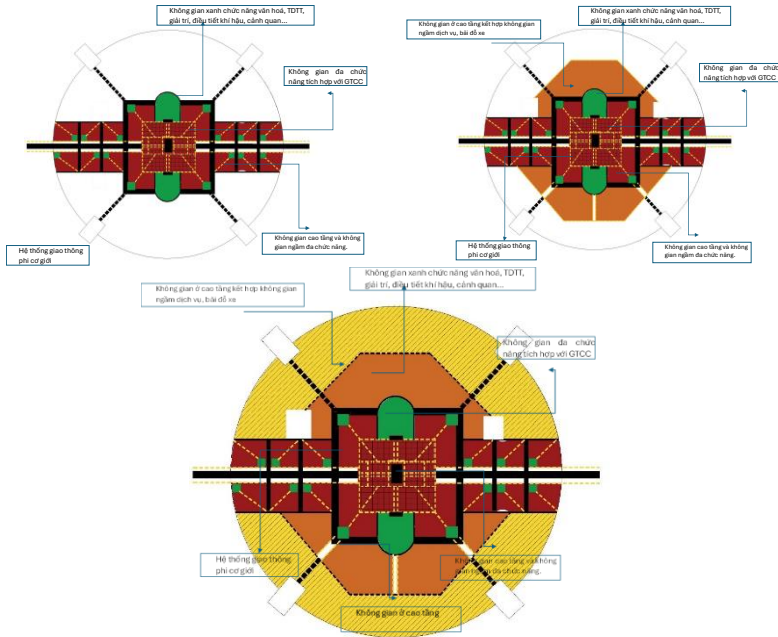 Không gian xanh chức năng văn hoá, TDTT,
giải trí, điều tiết khí hậu, cảnh quan...
Không gian đa chức
năng tích hợp với GTCC
Hệ thống giao thông
phi cơ giới
Không gian cao tầng và không
gian ngầm đa chức năng.
Không gian ở cao tầng kết hợp không gian
ngầm dịch vụ, bãi đỗ xe
Không gian xanh chức năng văn hoá, TDTT,
giải trí, điều tiết khí hậu, cảnh quan...
Không gian đa chức
năng tích hợp với GTCC
Hệ thống giao thông
phi cơ giới
Không gian cao tầng và không
gian ngầm đa chức năng.
Không gian ở cao tầng kết hợp không gian
ngầm dịch vụ, bãi đỗ xe
Không gian xanh chức năng văn hoá, TDTT,
giải trí, điều tiết khí hậu, cảnh quan...
Không gian đa chức
năng tích hợp với GTCC
Hệ thống giao thông
phi cơ giới
Không gian cao tầng và không
gian ngầm đa chức năng.
Không gian ở cao tầng